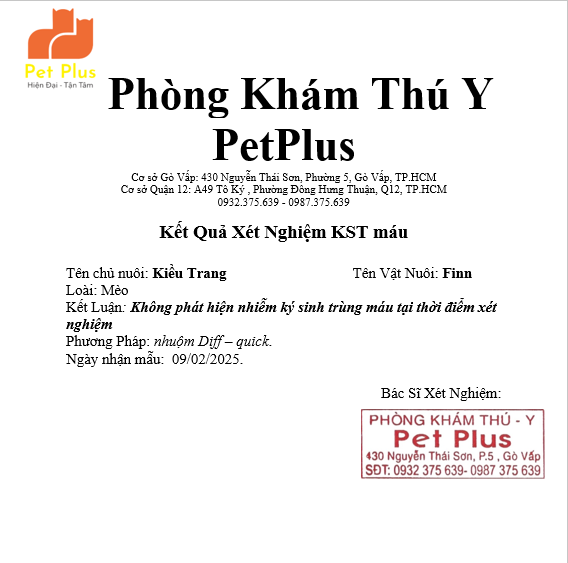 Pet Plus
Hiện Đại - Tận Tâm
Phòng Khám Thú Y
PetPlus
Cơ sở Gò Vấp: 430 Nguyễn Thái Sơn, Phường 5, Gò Vấp, TP.HCM
Cơ sở Quận 12: A49 Tô Ký , Phường Đông Hưng Thuận, Q12, TP.HCM
0932.375.639 - 0987.375.639
Kết Quả Xét Nghiệm KST máu
Tên chủ nuôi: Kiều Trang Tên Vật Nuôi: Finn
Loài: Mèo
Kết Luận: Không phát hiện nhiễm ký sinh trùng máu tại thời điểm xét
nghiệm
Phương Pháp: nhuộm Diff – quick.
Ngày nhận mẫu: 09/02/2025.
Bác Sĩ Xét Nghiệm:
PHÒNG KHÁM THÚ - Y
Pet Plus
430 Nguyễn Thái Sơn, P.5 , Gò Vấp
SĐT: 0932 375 639- 0987 375 639